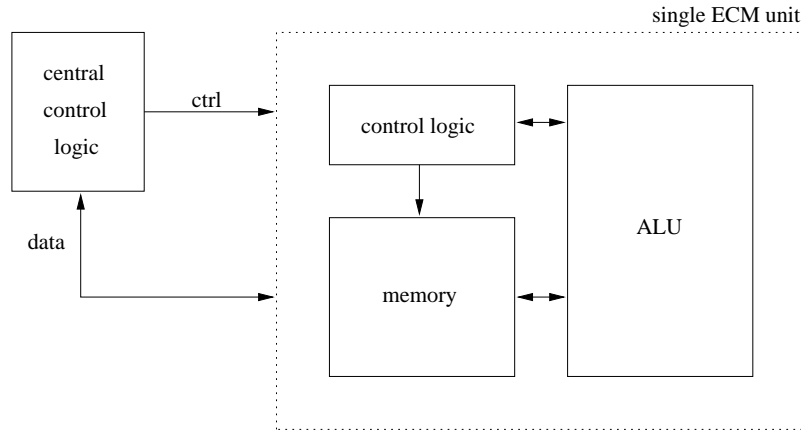 single ECM unit
central
control
logic
ctrl
control logic
ALU
data
memory